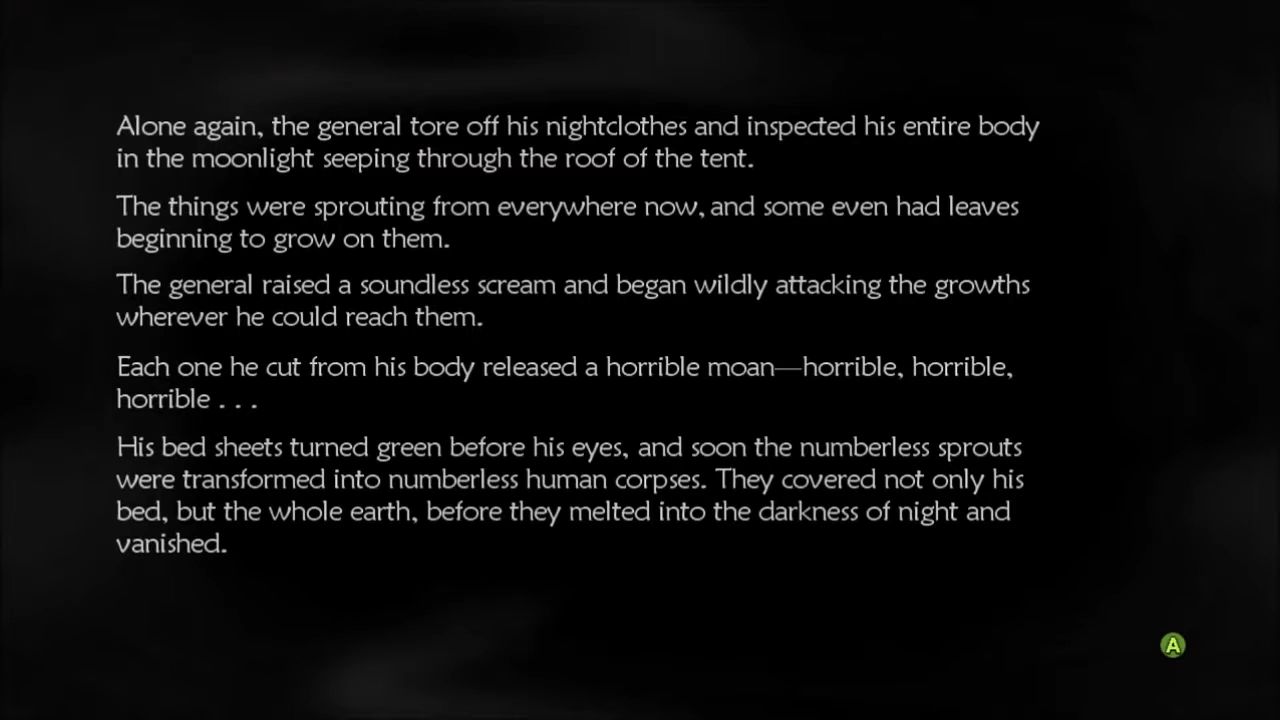 Alone again, the general tore off his nightclothes and inspected his entire body
in the moonlight seeping through the roof of the tent.
The things were sprouting from everywhere now, and some even had leaves
beginning to grow on them.
The general raised a soundless scream and began wildly attacking the growths
wherever he could reach them.
Each one he cut from his body released a horrible moan—horrible, horrible,
horrible . . .
His bed sheets turned green before his eyes, and soon the numberless sprouts
were transformed into numberless human corpses. They covered not only his
bed, but the whole earth, before they melted into the darkness of night and
vanished.
A